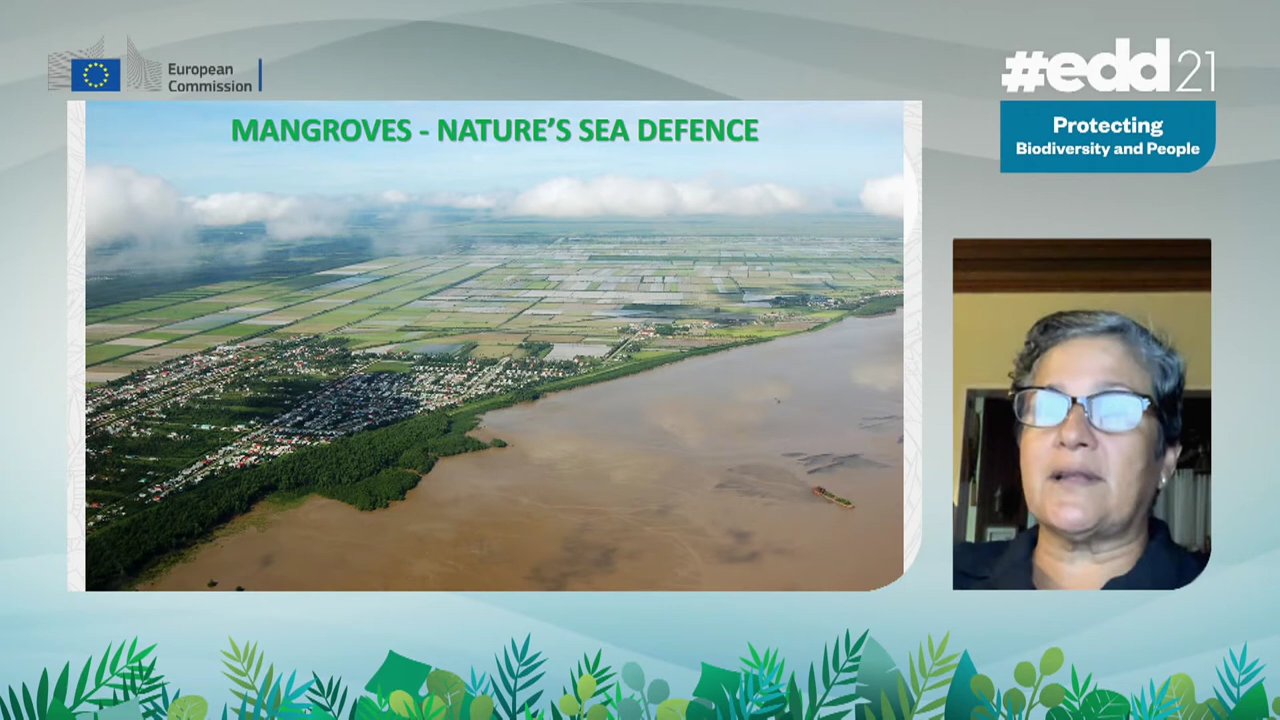 European
Commission
#edd21
Protecting
Biodiversity and People
MANGROVES - NATURE'S SEA DEFENCE